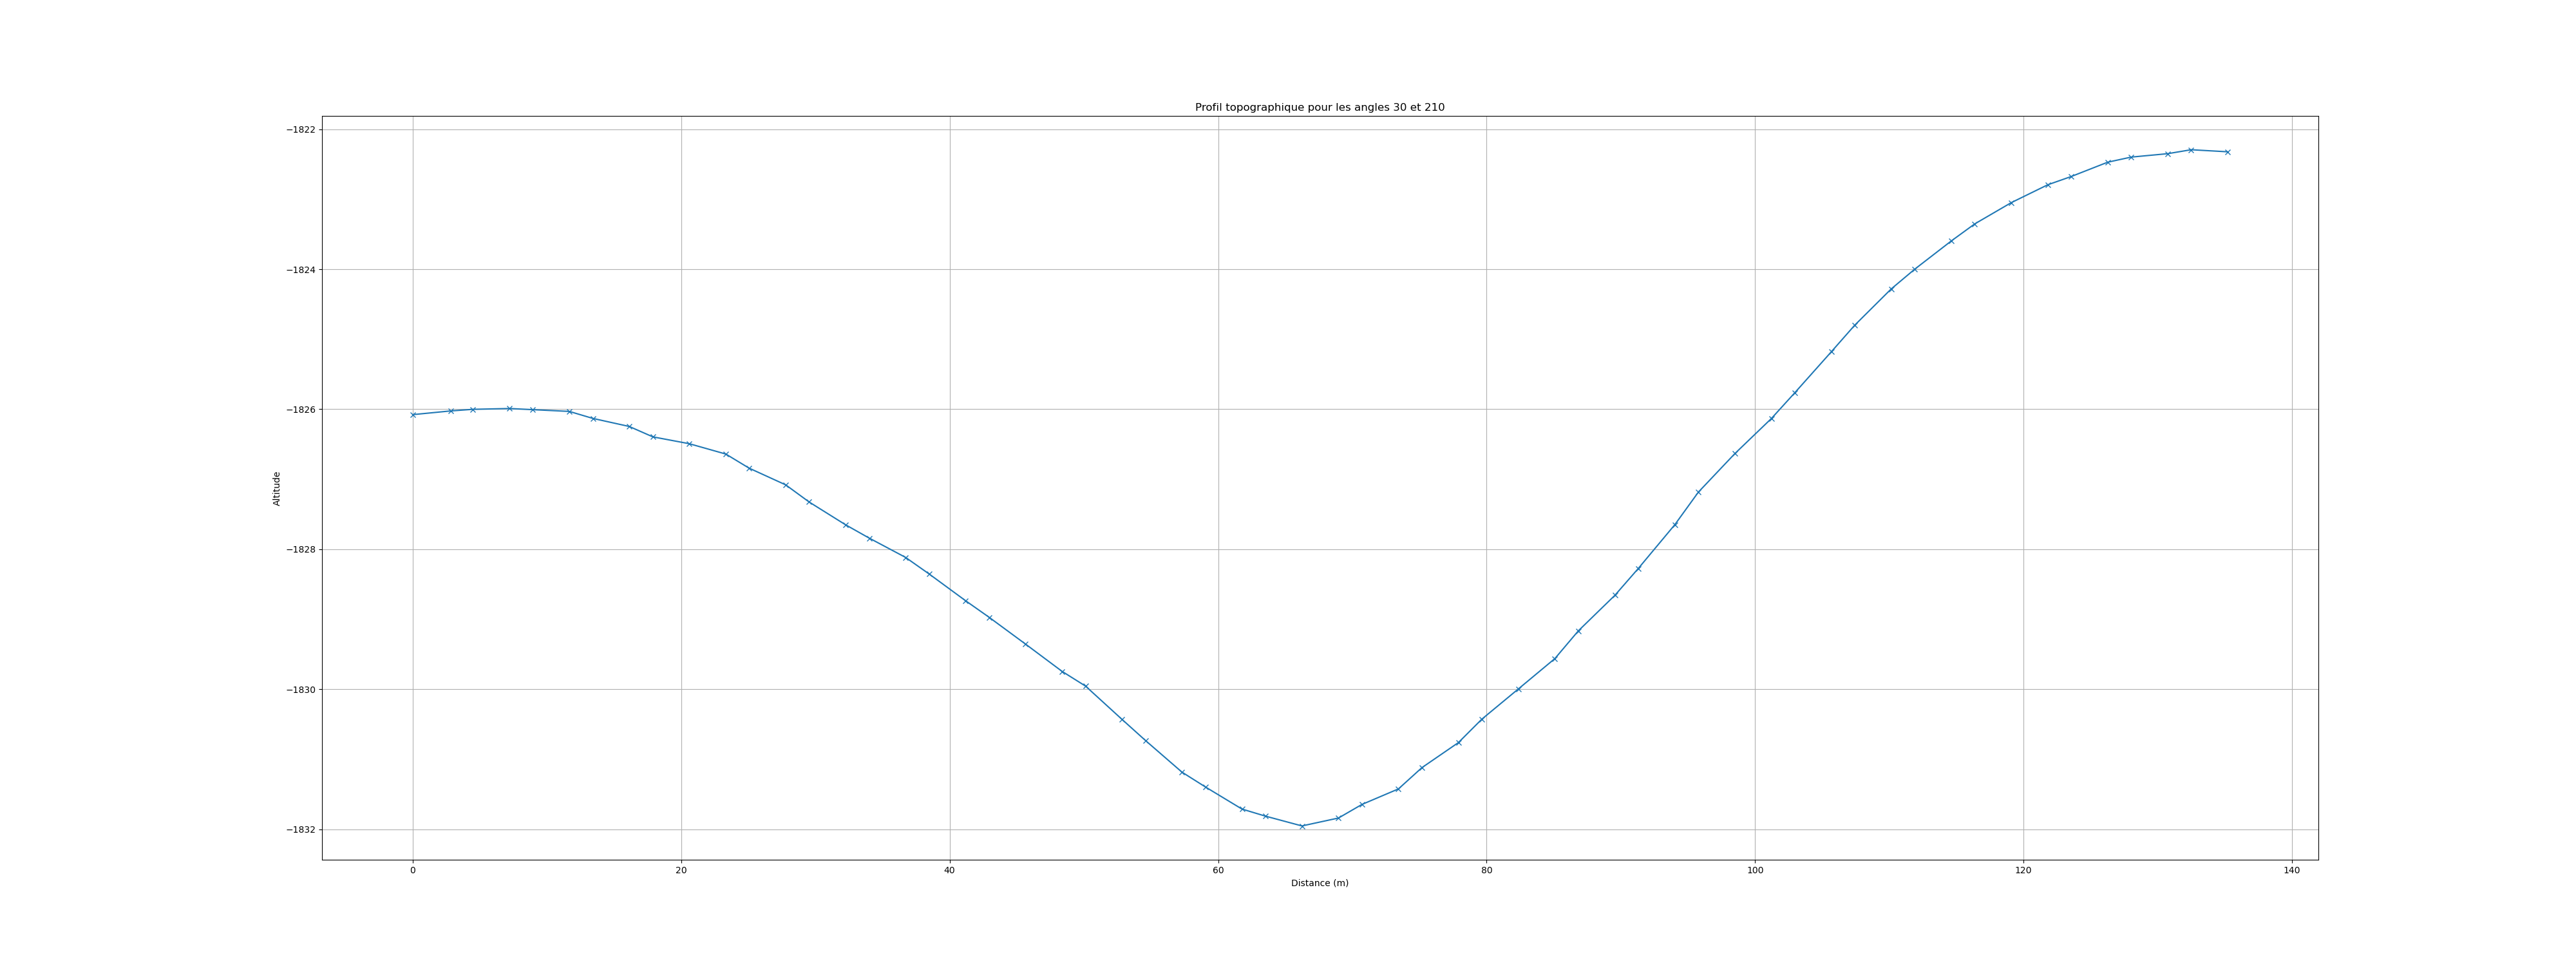 Profil topographique pour les angles 30 et 210
−1822
−1824
−1826
−1828
−1830
−1832
Altitude
0 20 40 60 80 100 120 140
Distance (m)